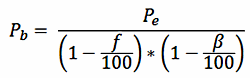 P_b = P_e / ((1 − f/100) * (1 − β/100))